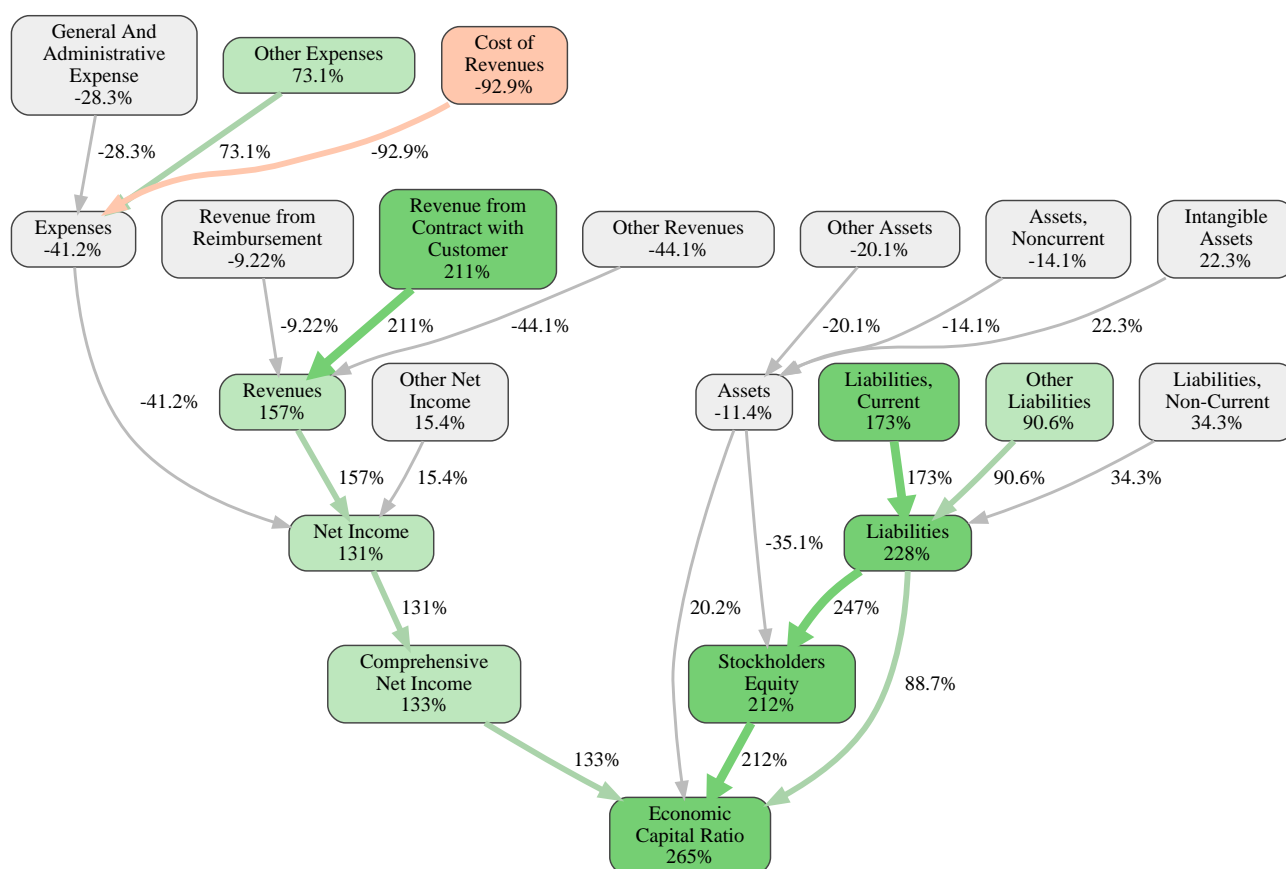 General And
Administrative
Expense
-28.3%
Other Expenses
73.1%
Cost of
Revenues
-92.9%
-28.3%
73.1%
-92.9%
Expenses
-41.2%
Revenue from
Reimbursement
-9.22%
Revenue from
Contract with
Customer
211%
Other Revenues
-44.1%
Other Assets
-20.1%
Assets,
Noncurrent
-14.1%
Intangible
Assets
22.3%
-9.22%
211%
-44.1%
-20.1%
-14.1%
22.3%
-41.2%
Revenues
157%
Other Net
Income
15.4%
Assets
-11.4%
Liabilities,
Current
173%
Other
Liabilities
90.6%
Liabilities,
Non-Current
34.3%
157%
15.4%
173%
90.6%
34.3%
Net Income
131%
-35.1%
Liabilities
228%
131%
20.2%
247%
Comprehensive
Net Income
133%
Stockholders
Equity
212%
88.7%
133%
212%
Economic
Capital Ratio
265%